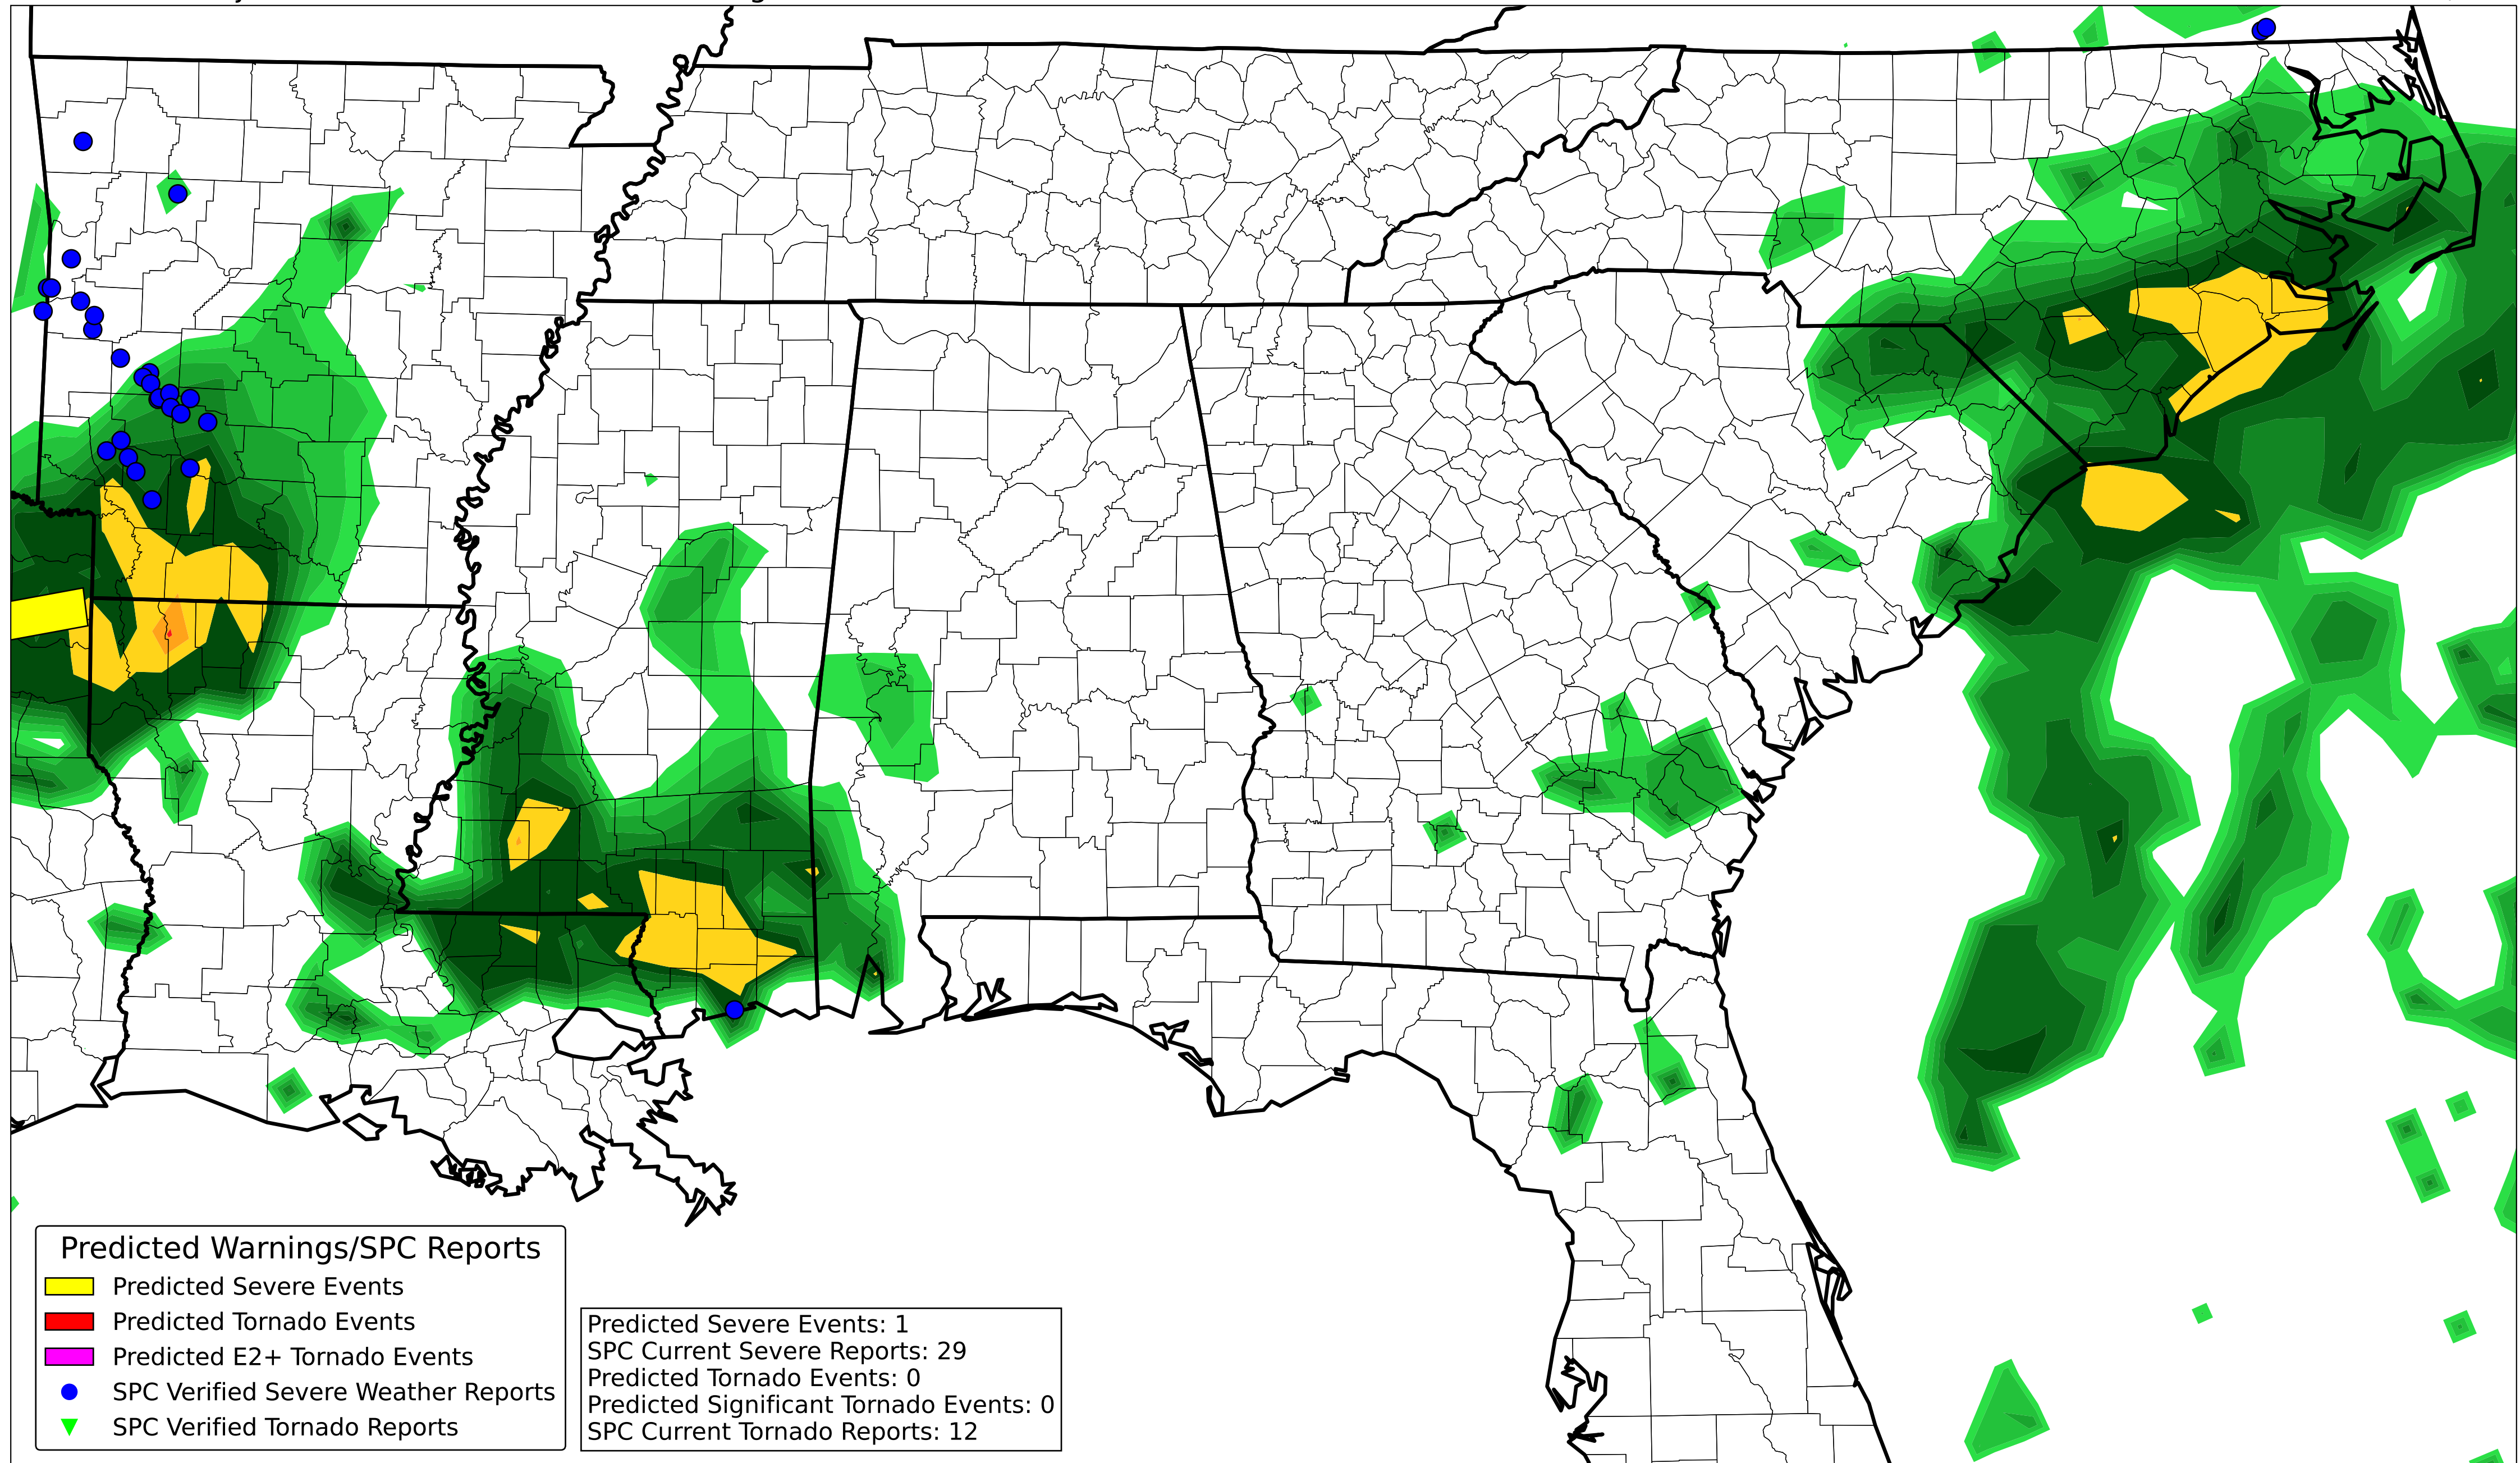 Predicted Warnings/SPC Reports
Predicted Severe Events
Predicted Tornado Events
Predicted E2+ Tornado Events
SPC Verified Severe Weather Reports
SPC Verified Tornado Reports
Predicted Severe Events: 1
SPC Current Severe Reports: 29
Predicted Tornado Events: 0
Predicted Significant Tornado Events: 0
SPC Current Tornado Reports: 12